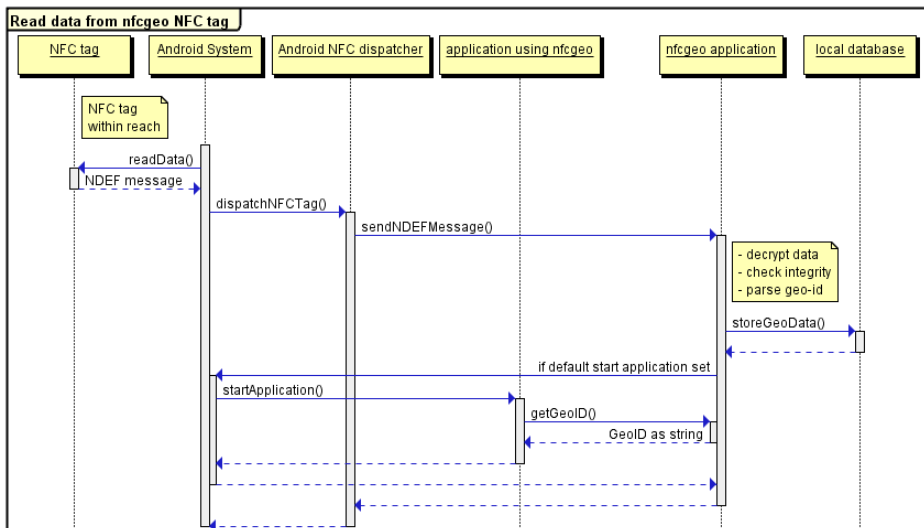 Read data from nfcgeo NFC tag
NFC tag
Android System
Android NFC dispatcher
application using nfcgeo
nfcgeo application
local database
NFC tag
within reach
readData()
NDEF message
dispatchNFCTag()
sendNDEFMessage()
- decrypt data
- check integrity
- parse geo-id
storeGeoData()
if default start application set
startApplication()
getGeoID()
GeoID as string